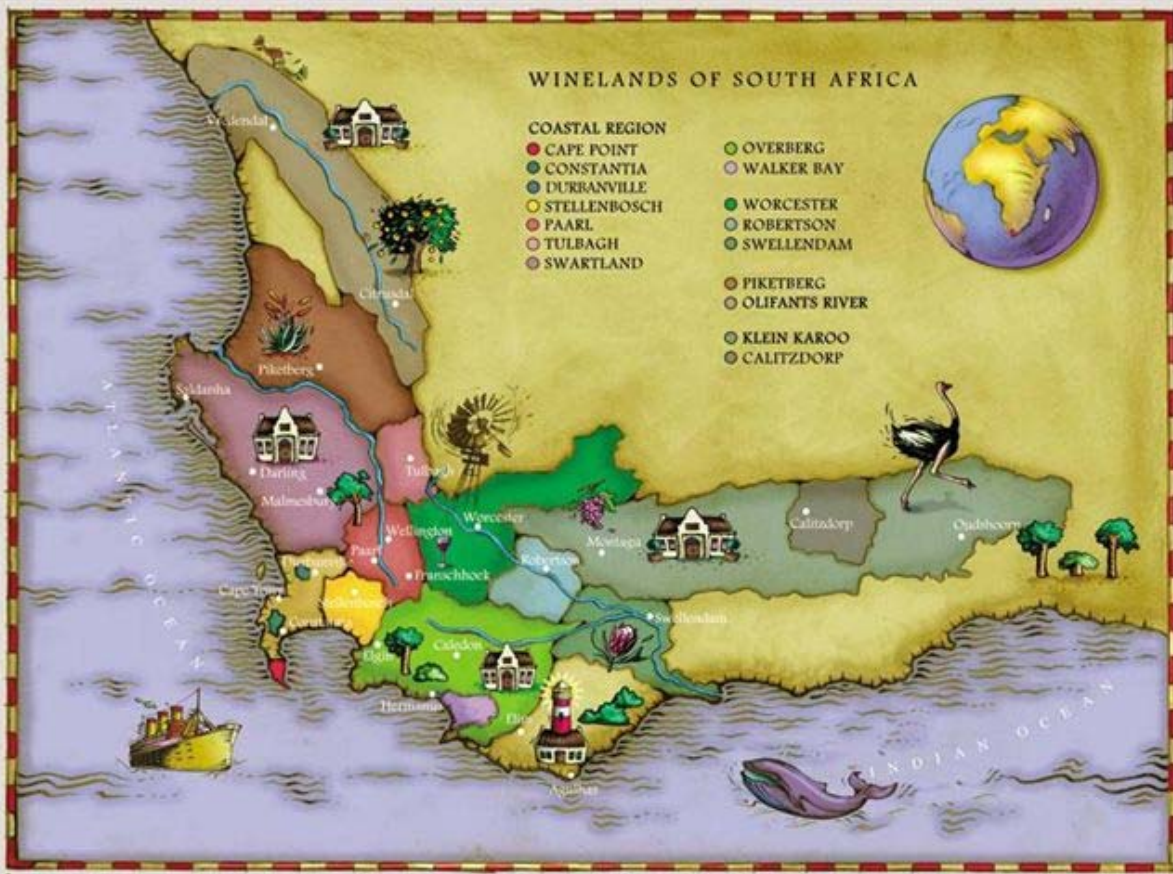 WINELANDS OF SOUTH AFRICA
COASTAL REGION
CAPE POINT
CONSTANTIA
DURBANVILLE
STELLENBOSCH
PAARL
TULBAGH
SWARTLAND
OVERBERG
WALKER BAY
WORCESTER
ROBERTSON
SWELLENDAM
PIKETBERG
OLIFANTS RIVER
KLEIN KAROO
CALITZDORP
Vredendal
Citrusdal
Piketberg
Saldanha
Darling
Malmesbury
Tulbagh
Wellington
Worcester
Paarl
Franschhoek
Robertson
Montagu
Calitzdorp
Oudshoorn
Cape Town
Stellenbosch
Constantia
Swellendam
Elgin
Caledon
Hermanus
Elim
Agulhas
ATLANTIC OCEAN
INDIAN OCEAN